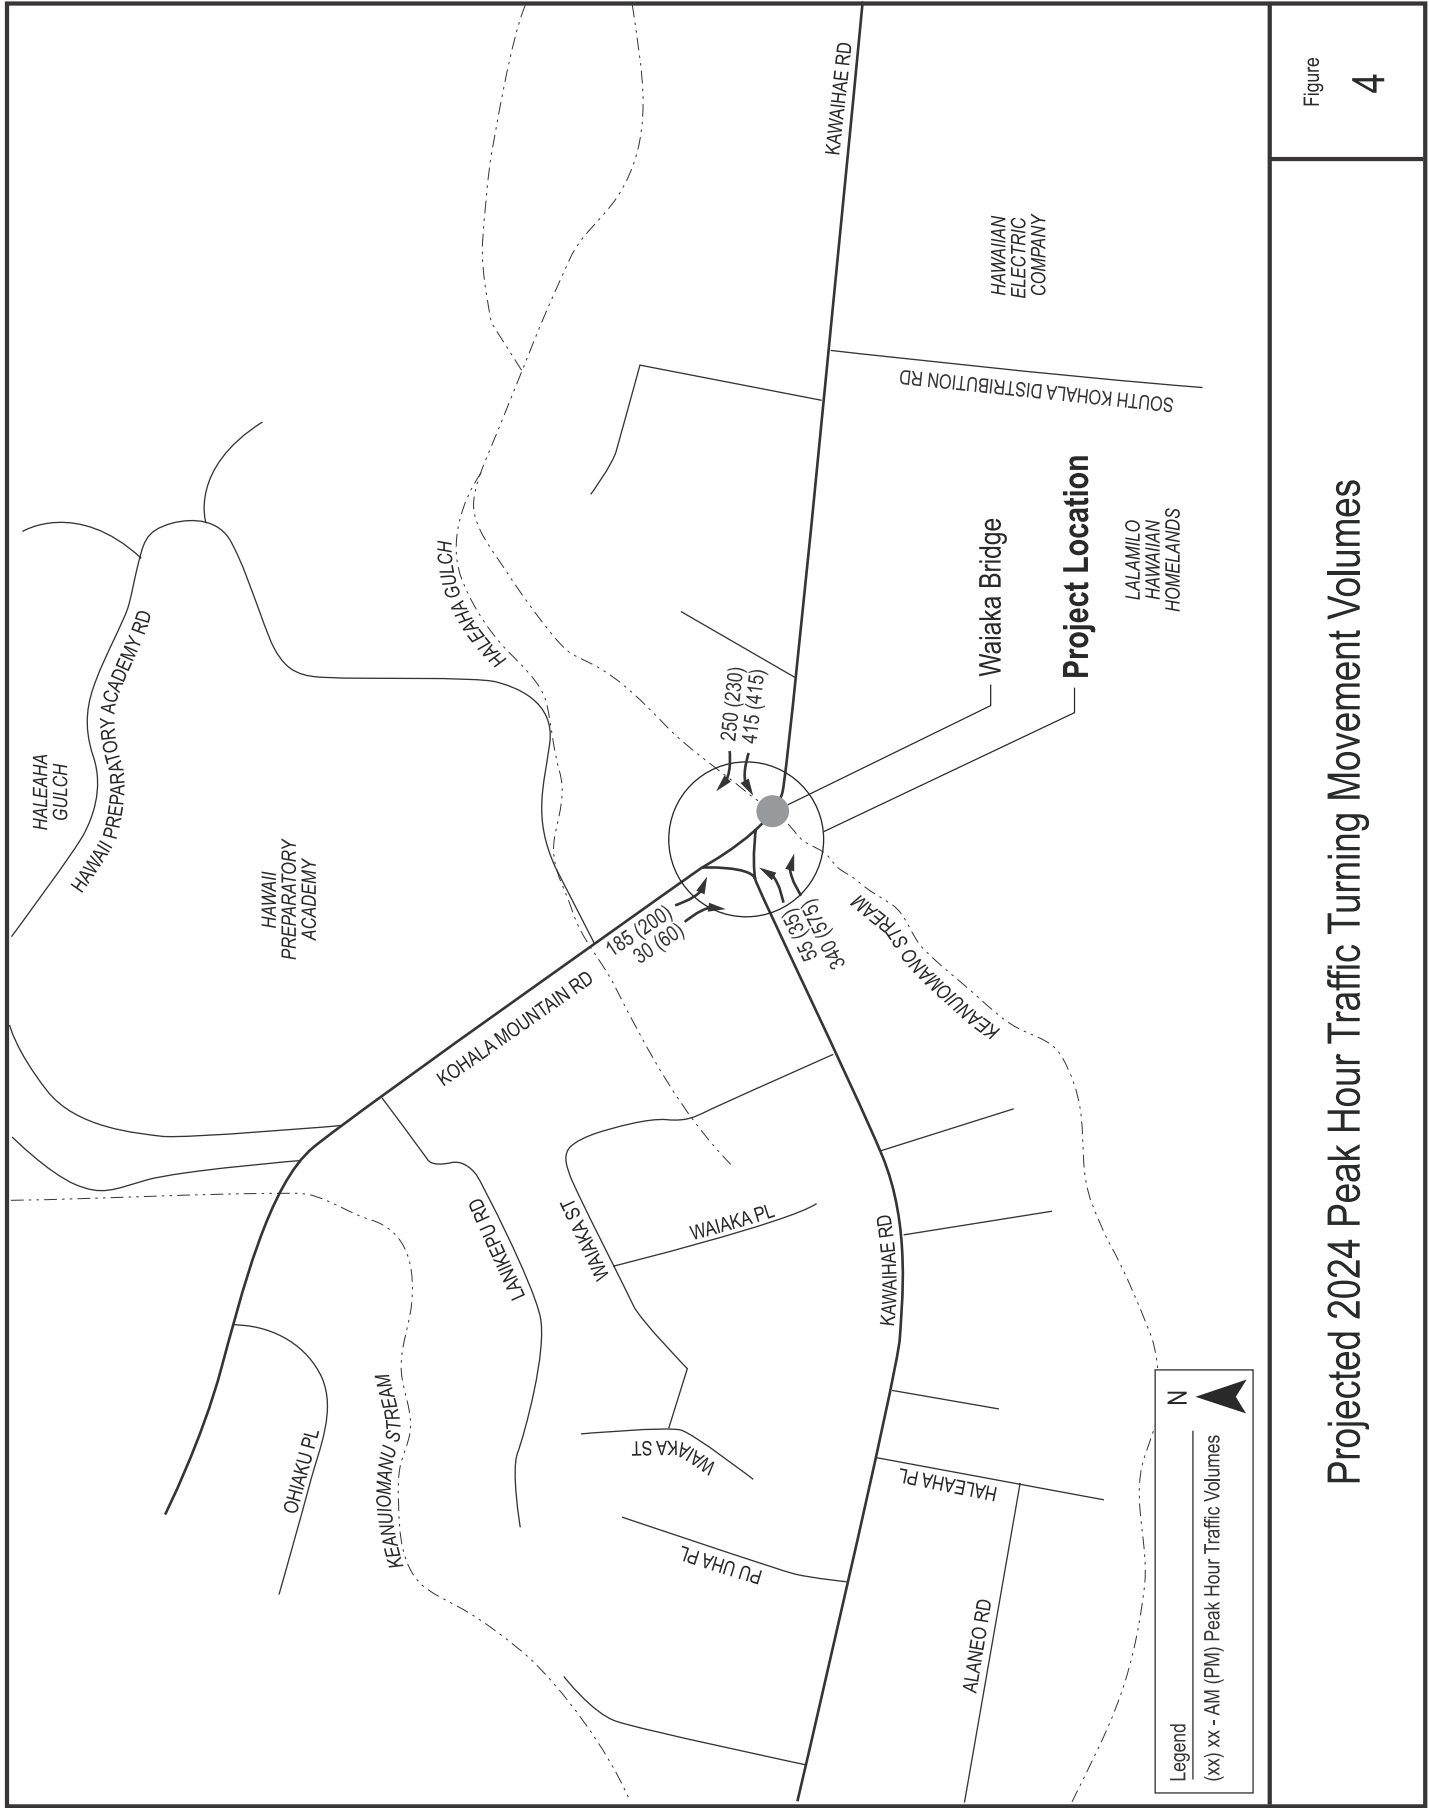 HALEAHA
GULCH
HAWAII PREPARATORY ACADEMY RD
HAWAII
PREPARATORY
ACADEMY
HALEAHA GULCH
KAWAIHAE RD
HAWAIIAN
ELECTRIC
COMPANY
SOUTH KOHALA DISTRIBUTION RD
Waiaka Bridge
Project Location
LALAMILO
HAWAIIAN
HOMELANDS
250 (230)
415 (415)
185 (200)
30 (60)
55 (35)
340 (575)
KEANUIOMANO STREAM
KOHALA MOUNTAIN RD
LANIKEPU RD
WAIAKA ST
WAIAKA PL
KAWAIHAE RD
OHIAKU PL
KEANUIOMANU STREAM
WAIAKA ST
PU UHA PL
HALEAHA PL
ALANEO RD
Legend
(xx) xx - AM (PM) Peak Hour Traffic Volumes
N
Projected 2024 Peak Hour Traffic Turning Movement Volumes
Figure
4